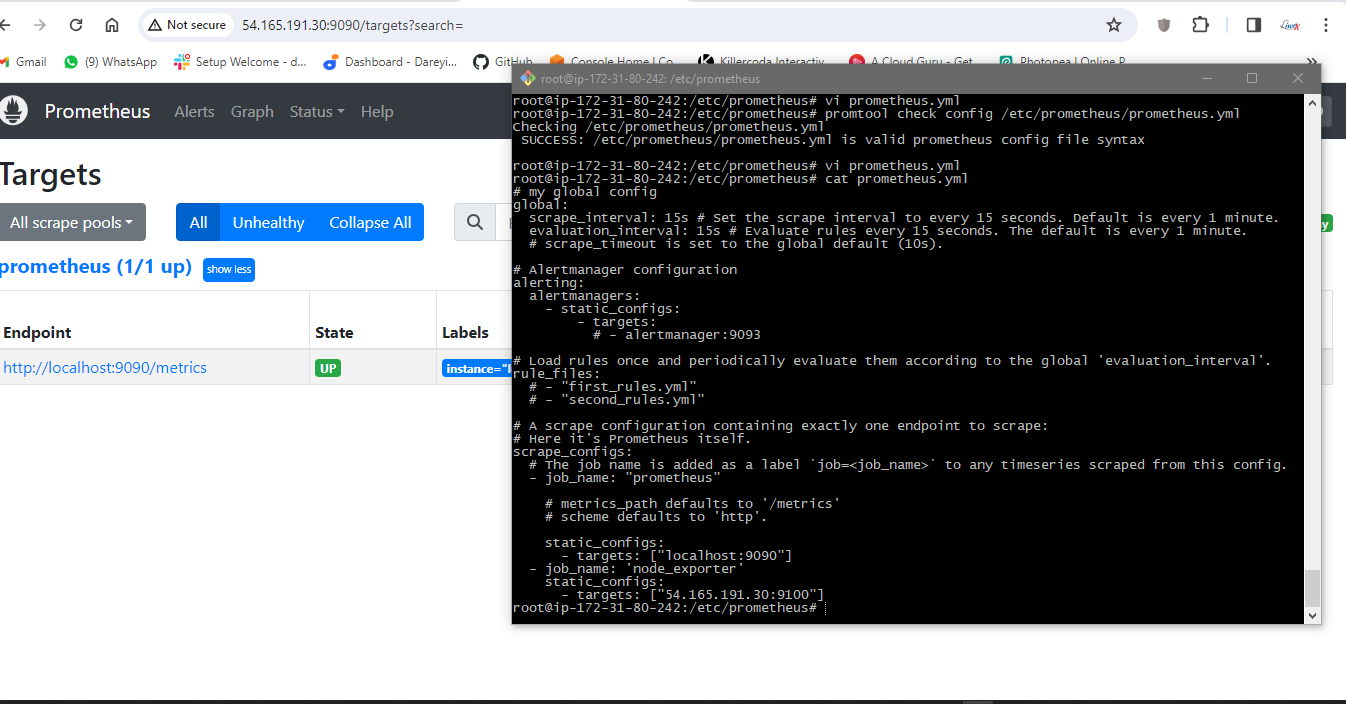 Not secure 54.165.191.30:9090/targets?search=
Gmail (9) WhatsApp Setup Welcome - d... Dashboard - Dareyi... GitHub Console Home | Co Killercoda Interactiv A Cloud Guru - Get Photopea | Online P
root@ip-172-31-80-242: /etc/prometheus
Prometheus Alerts Graph Status Help
Targets
All scrape pools All Unhealthy Collapse All
prometheus (1/1 up) show less
Endpoint State Labels
http://localhost:9090/metrics UP instance="l
root@ip-172-31-80-242:/etc/prometheus# vi prometheus.yml
root@ip-172-31-80-242:/etc/prometheus# promtool check config /etc/prometheus/prometheus.yml
Checking /etc/prometheus/prometheus.yml
SUCCESS: /etc/prometheus/prometheus.yml is valid prometheus config file syntax
root@ip-172-31-80-242:/etc/prometheus# vi prometheus.yml
root@ip-172-31-80-242:/etc/prometheus# cat prometheus.yml
# my global config
global:
  scrape_interval: 15s # Set the scrape interval to every 15 seconds. Default is every 1 minute.
  evaluation_interval: 15s # Evaluate rules every 15 seconds. The default is every 1 minute.
  # scrape_timeout is set to the global default (10s).
# Alertmanager configuration
alerting:
  alertmanagers:
    - static_configs:
        - targets:
          # - alertmanager:9093
# Load rules once and periodically evaluate them according to the global 'evaluation_interval'.
rule_files:
  # - "first_rules.yml"
  # - "second_rules.yml"
# A scrape configuration containing exactly one endpoint to scrape:
# Here it's Prometheus itself.
scrape_configs:
  # The job name is added as a label `job=<job_name>` to any timeseries scraped from this config.
  - job_name: "prometheus"
    # metrics_path defaults to '/metrics'
    # scheme defaults to 'http'.
    static_configs:
      - targets: ["localhost:9090"]
  - job_name: 'node_exporter'
    static_configs:
      - targets: ["54.165.191.30:9100"]
root@ip-172-31-80-242:/etc/prometheus#